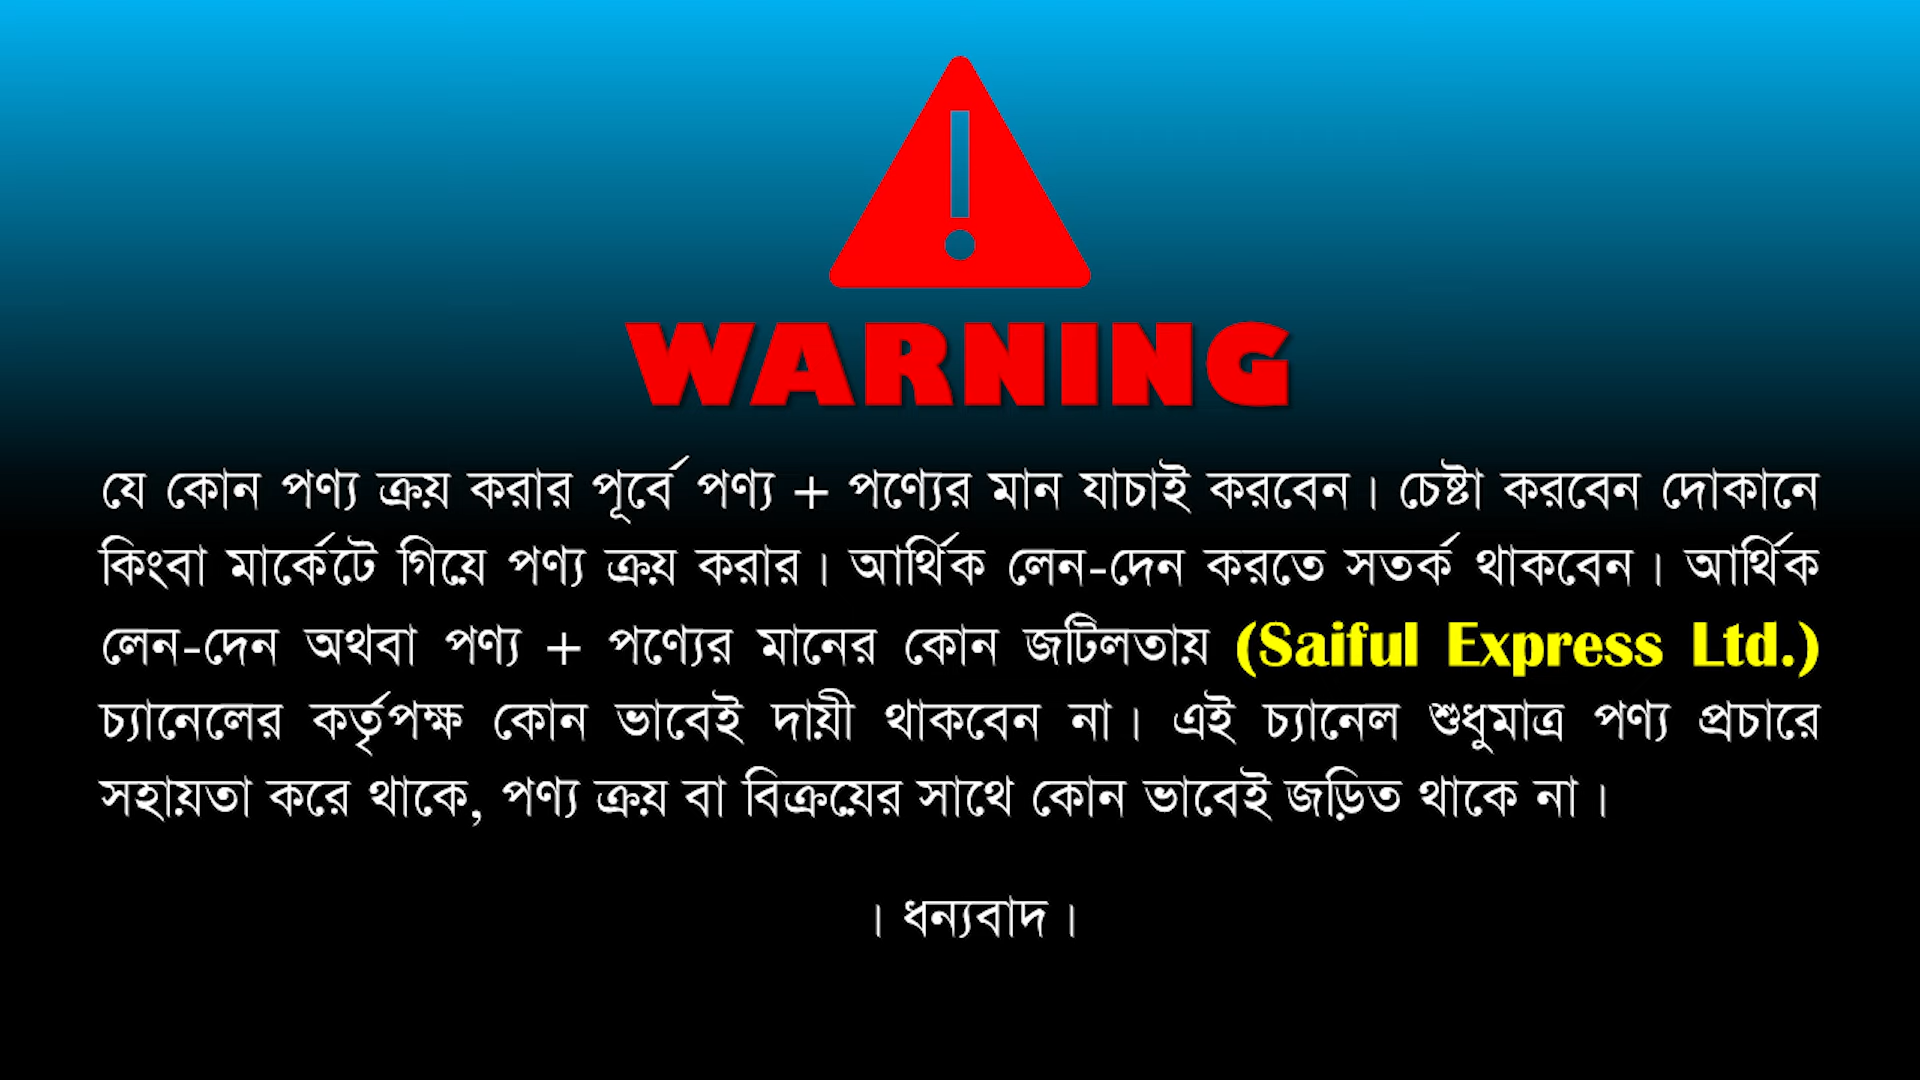 WARNING
যে কোন পণ্য ক্রয় করার পূর্বে পণ্য + পণ্যের মান যাচাই করবেন। চেষ্টা করবেন দোকানে
কিংবা মার্কেটে গিয়ে পণ্য ক্রয় করার। আর্থিক লেন-দেন করতে সতর্ক থাকবেন। আর্থিক
লেন-দেন অথবা পণ্য + পণ্যের মানের কোন জটিলতায় (Saiful Express Ltd.)
চ্যানেলের কর্তৃপক্ষ কোন ভাবেই দায়ী থাকবেন না। এই চ্যানেল শুধুমাত্র পণ্য প্রচারে
সহায়তা করে থাকে, পণ্য ক্রয় বা বিক্রয়ের সাথে কোন ভাবেই জড়িত থাকে না।
। ধন্যবাদ।